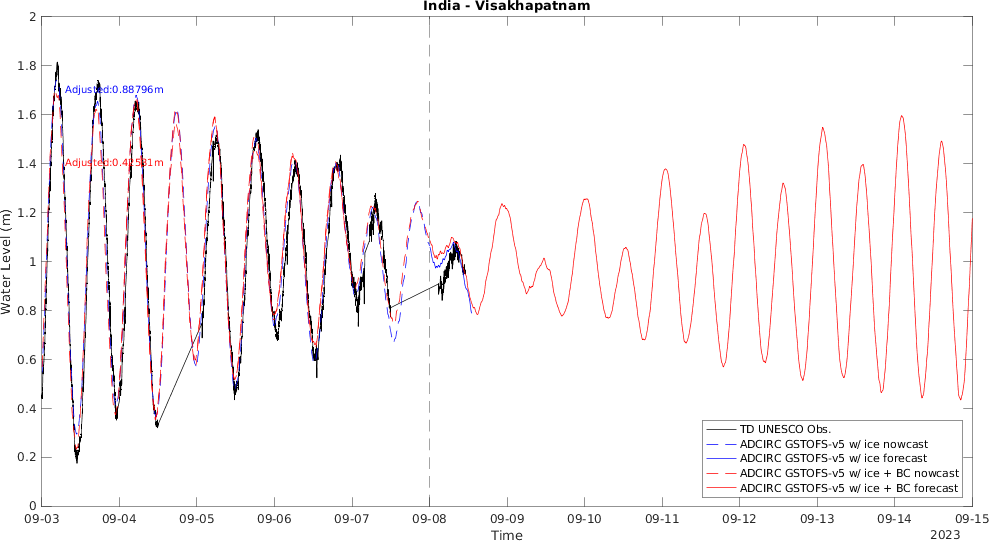 India - Visakhapatnam
2
1.8
1.6
1.4
1.2
1
0.8
0.6
0.4
0.2
0
Water Level (m)
Adjusted:0.88796m
TD UNESCO Obs.
ADCIRC GSTOFS-v5 w/ ice nowcast
ADCIRC GSTOFS-v5 w/ ice forecast
ADCIRC GSTOFS-v5 w/ ice + BC nowcast
ADCIRC GSTOFS-v5 w/ ice + BC forecast
09-03 09-04 09-05 09-06 09-07 09-08 09-09 09-10 09-11 09-12 09-13 09-14 09-15
Time
2023